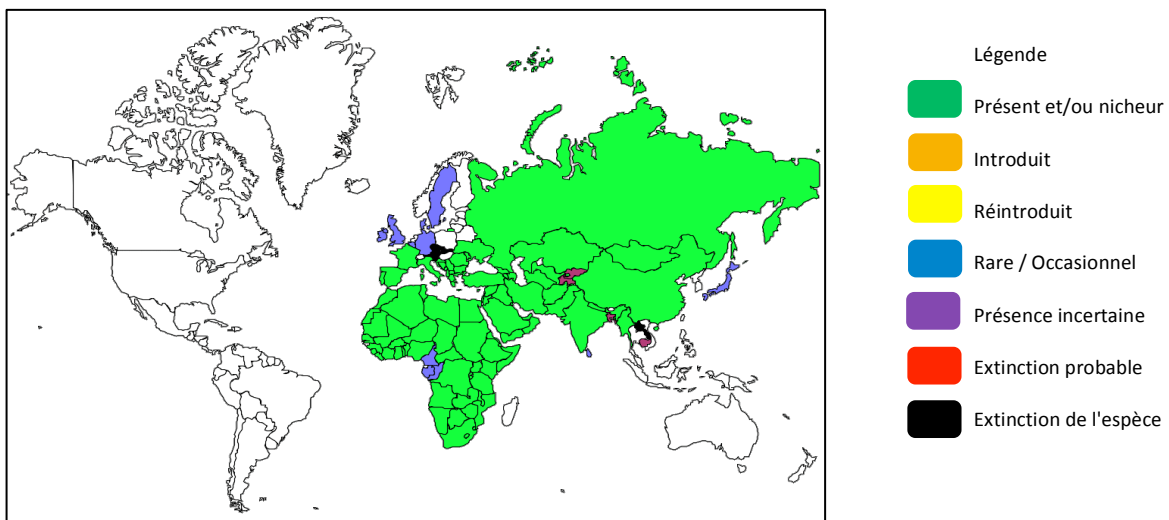 Légende
Présent et/ou nicheur
Introduit
Réintroduit
Rare / Occasionnel
Présence incertaine
Extinction probable
Extinction de l'espèce